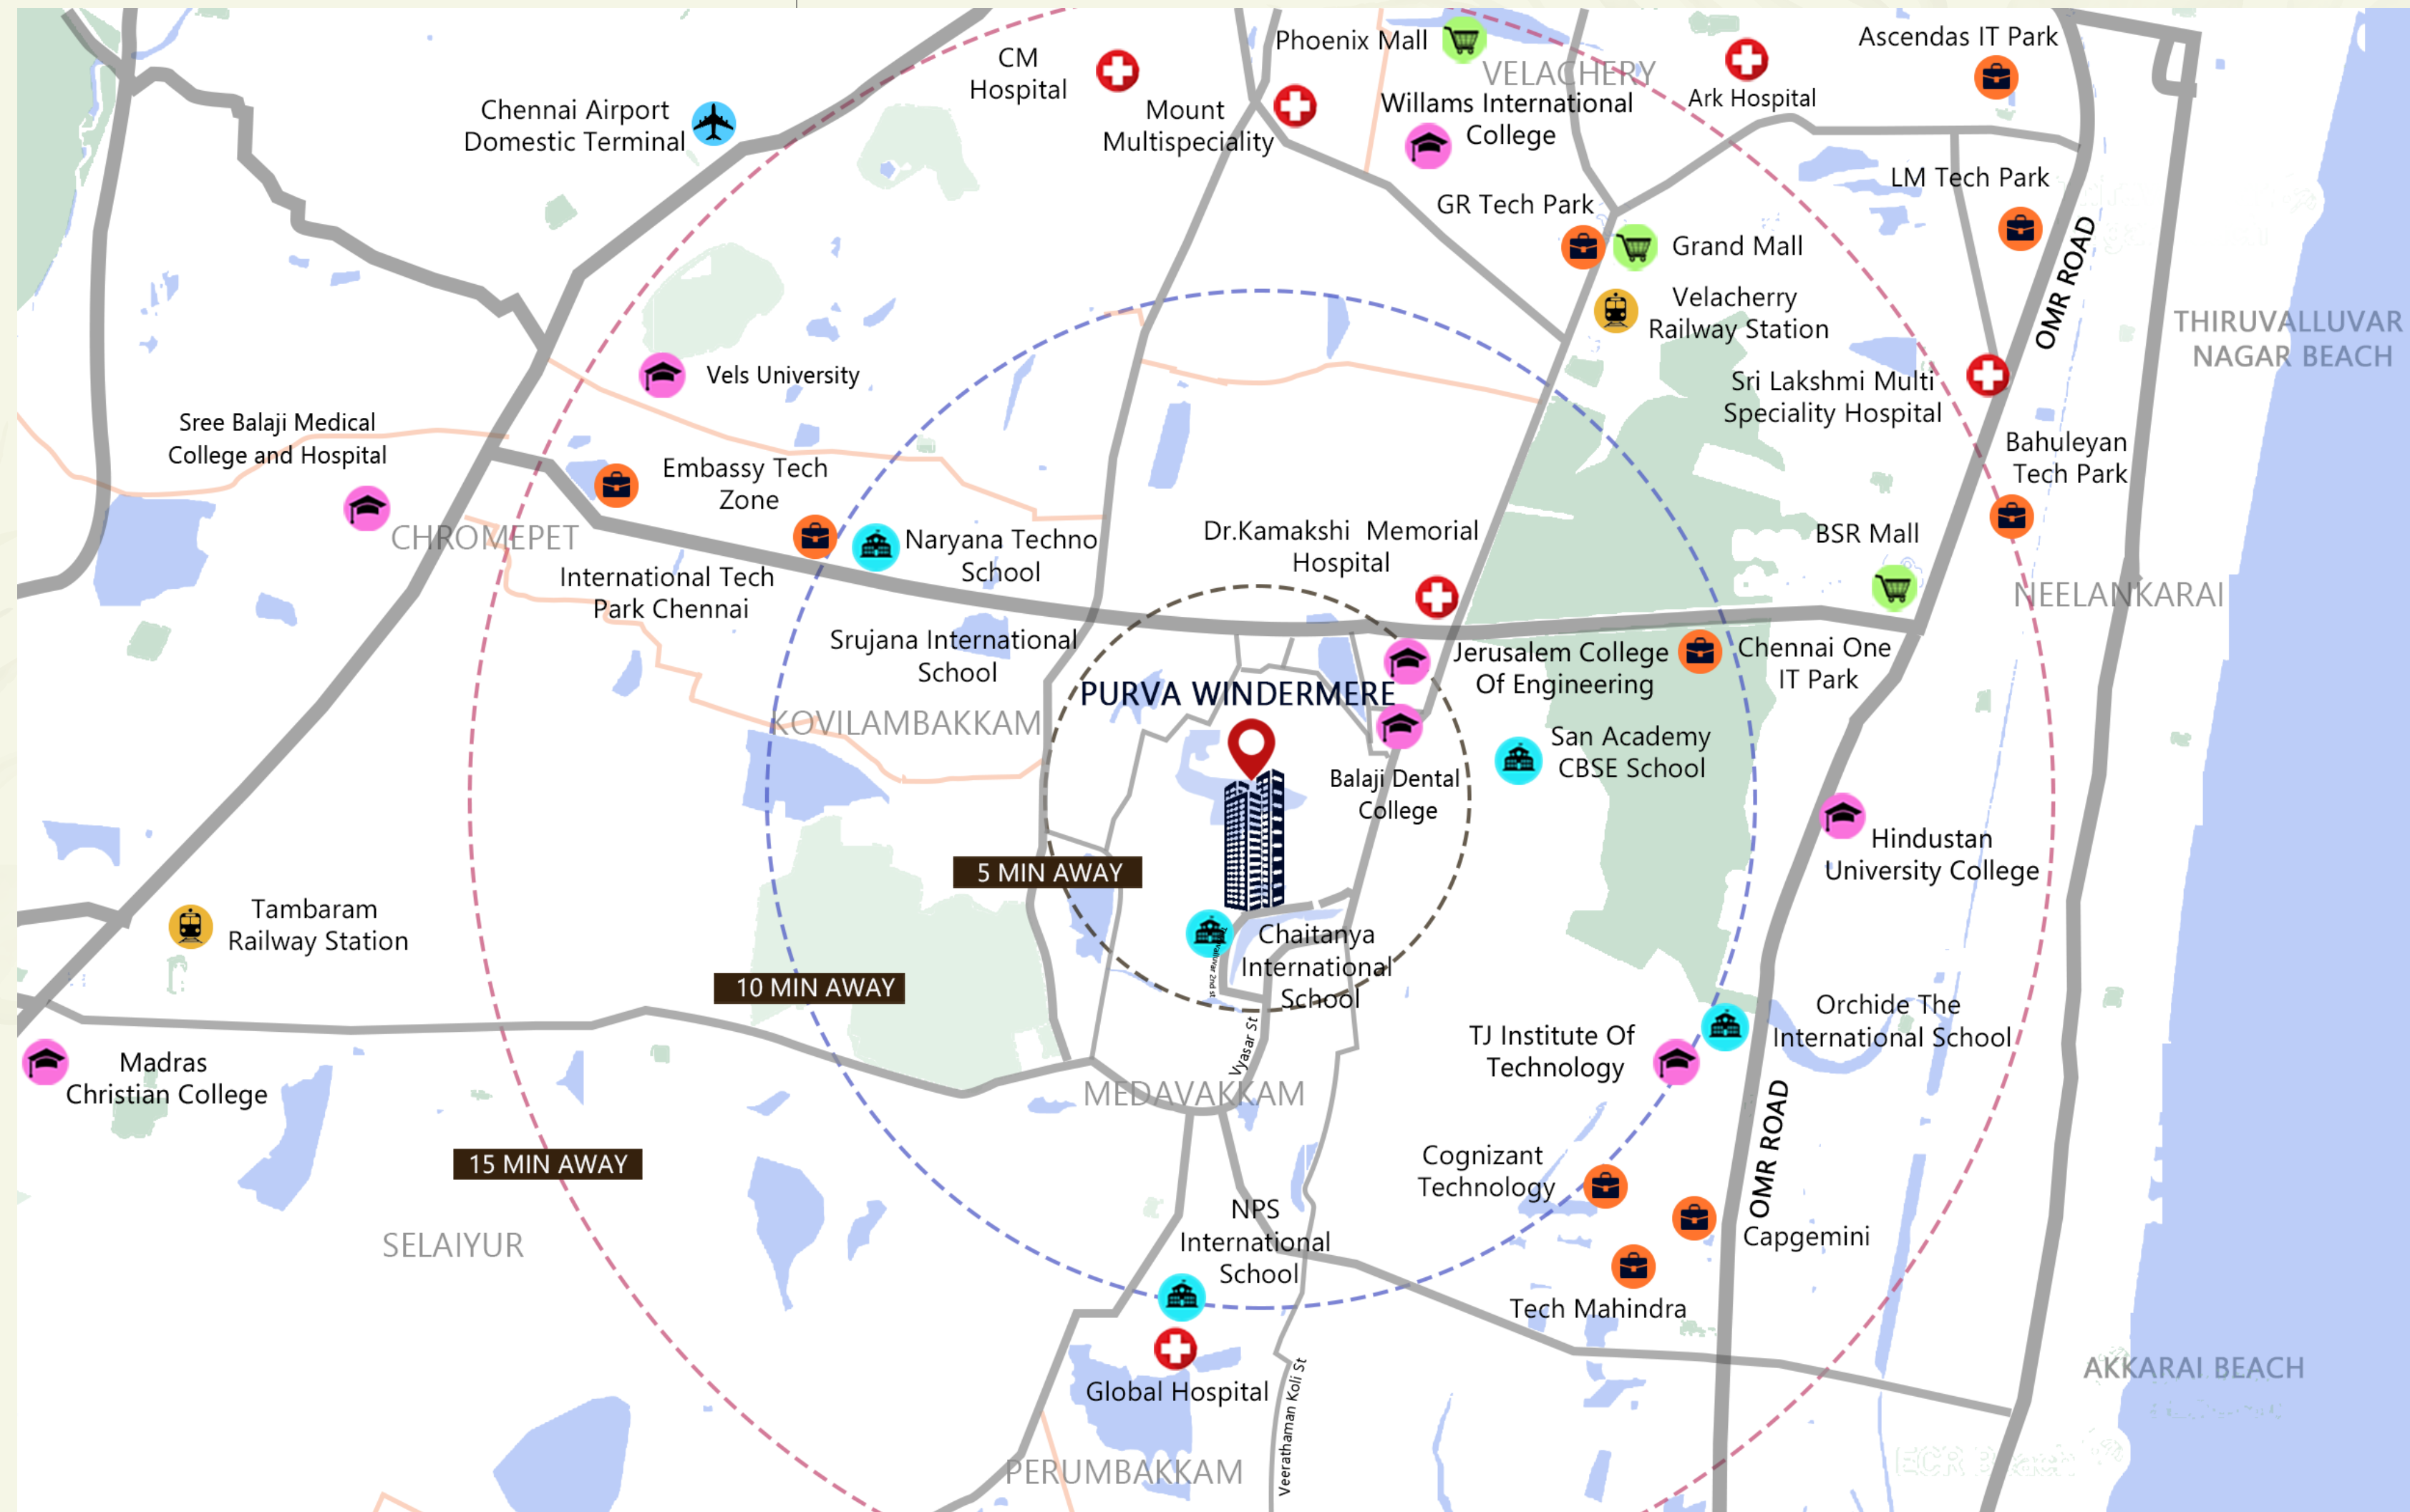 CM
Hospital
Phoenix Mall
VELACHERY
Ascendas IT Park
Ark Hospital
Chennai Airport
Domestic Terminal
Mount
Multispeciality
Willams International
College
LM Tech Park
GR Tech Park
Grand Mall
Velacherry
Railway Station
OMR ROAD
THIRUVALLUVAR
NAGAR BEACH
Vels University
Sri Lakshmi Multi
Speciality Hospital
Sree Balaji Medical
College and Hospital
Bahuleyan
Tech Park
Embassy Tech
Zone
CHROMEPET
Naryana Techno
School
Dr.Kamakshi Memorial
Hospital
BSR Mall
International Tech
Park Chennai
NEELANKARAI
Srujana International
School
Jerusalem College
Of Engineering
Chennai One
IT Park
PURVA WINDERMERE
KOVILAMBAKKAM
San Academy
CBSE School
Balaji Dental
College
Hindustan
University College
5 MIN AWAY
Tambaram
Railway Station
Chaitanya
International
School
2nd st
10 MIN AWAY
Orchide The
International School
TJ Institute Of
Technology
Vyasar St
Madras
Christian College
MEDAVAKKAM
OMR ROAD
15 MIN AWAY
Cognizant
Technology
NPS
International
School
Capgemini
SELAIYUR
Tech Mahindra
Global Hospital
Veerathaman Koli St
AKKARAI BEACH
PERUMBAKKAM
ECR Beach